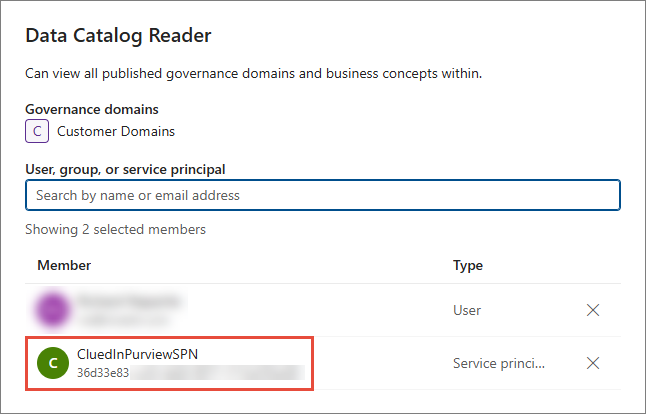 Data Catalog Reader
Can view all published governance domains and business concepts within.
Governance domains
C Customer Domains
User, group, or service principal
Search by name or email address
Showing 2 selected members
Member Type
User
C CluedInPurviewSPN
36d33e83
Service princi...